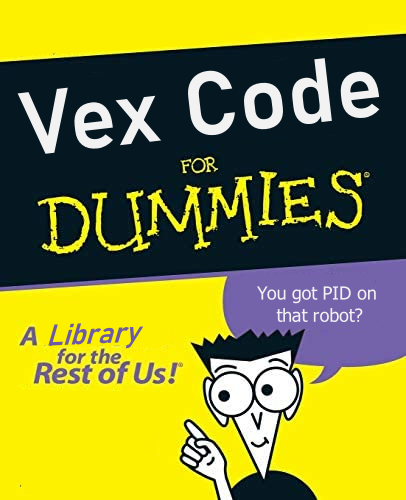 Vex Code
FOR
DUMMIES®
You got PID on
that robot?
A Library
for the
Rest of Us!®